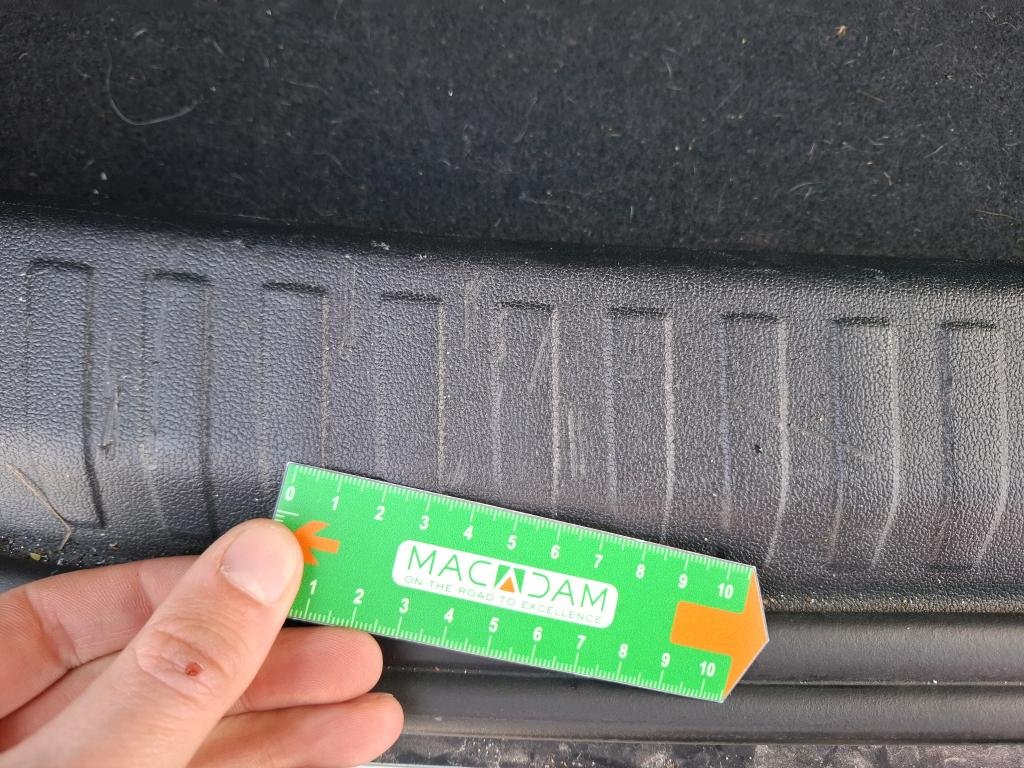 0 1 2 3 4 5 6 7 8 9 10
MACADAM
ON THE ROAD TO EXCELLENCE
1 2 3 4 5 6 7 8 9 10